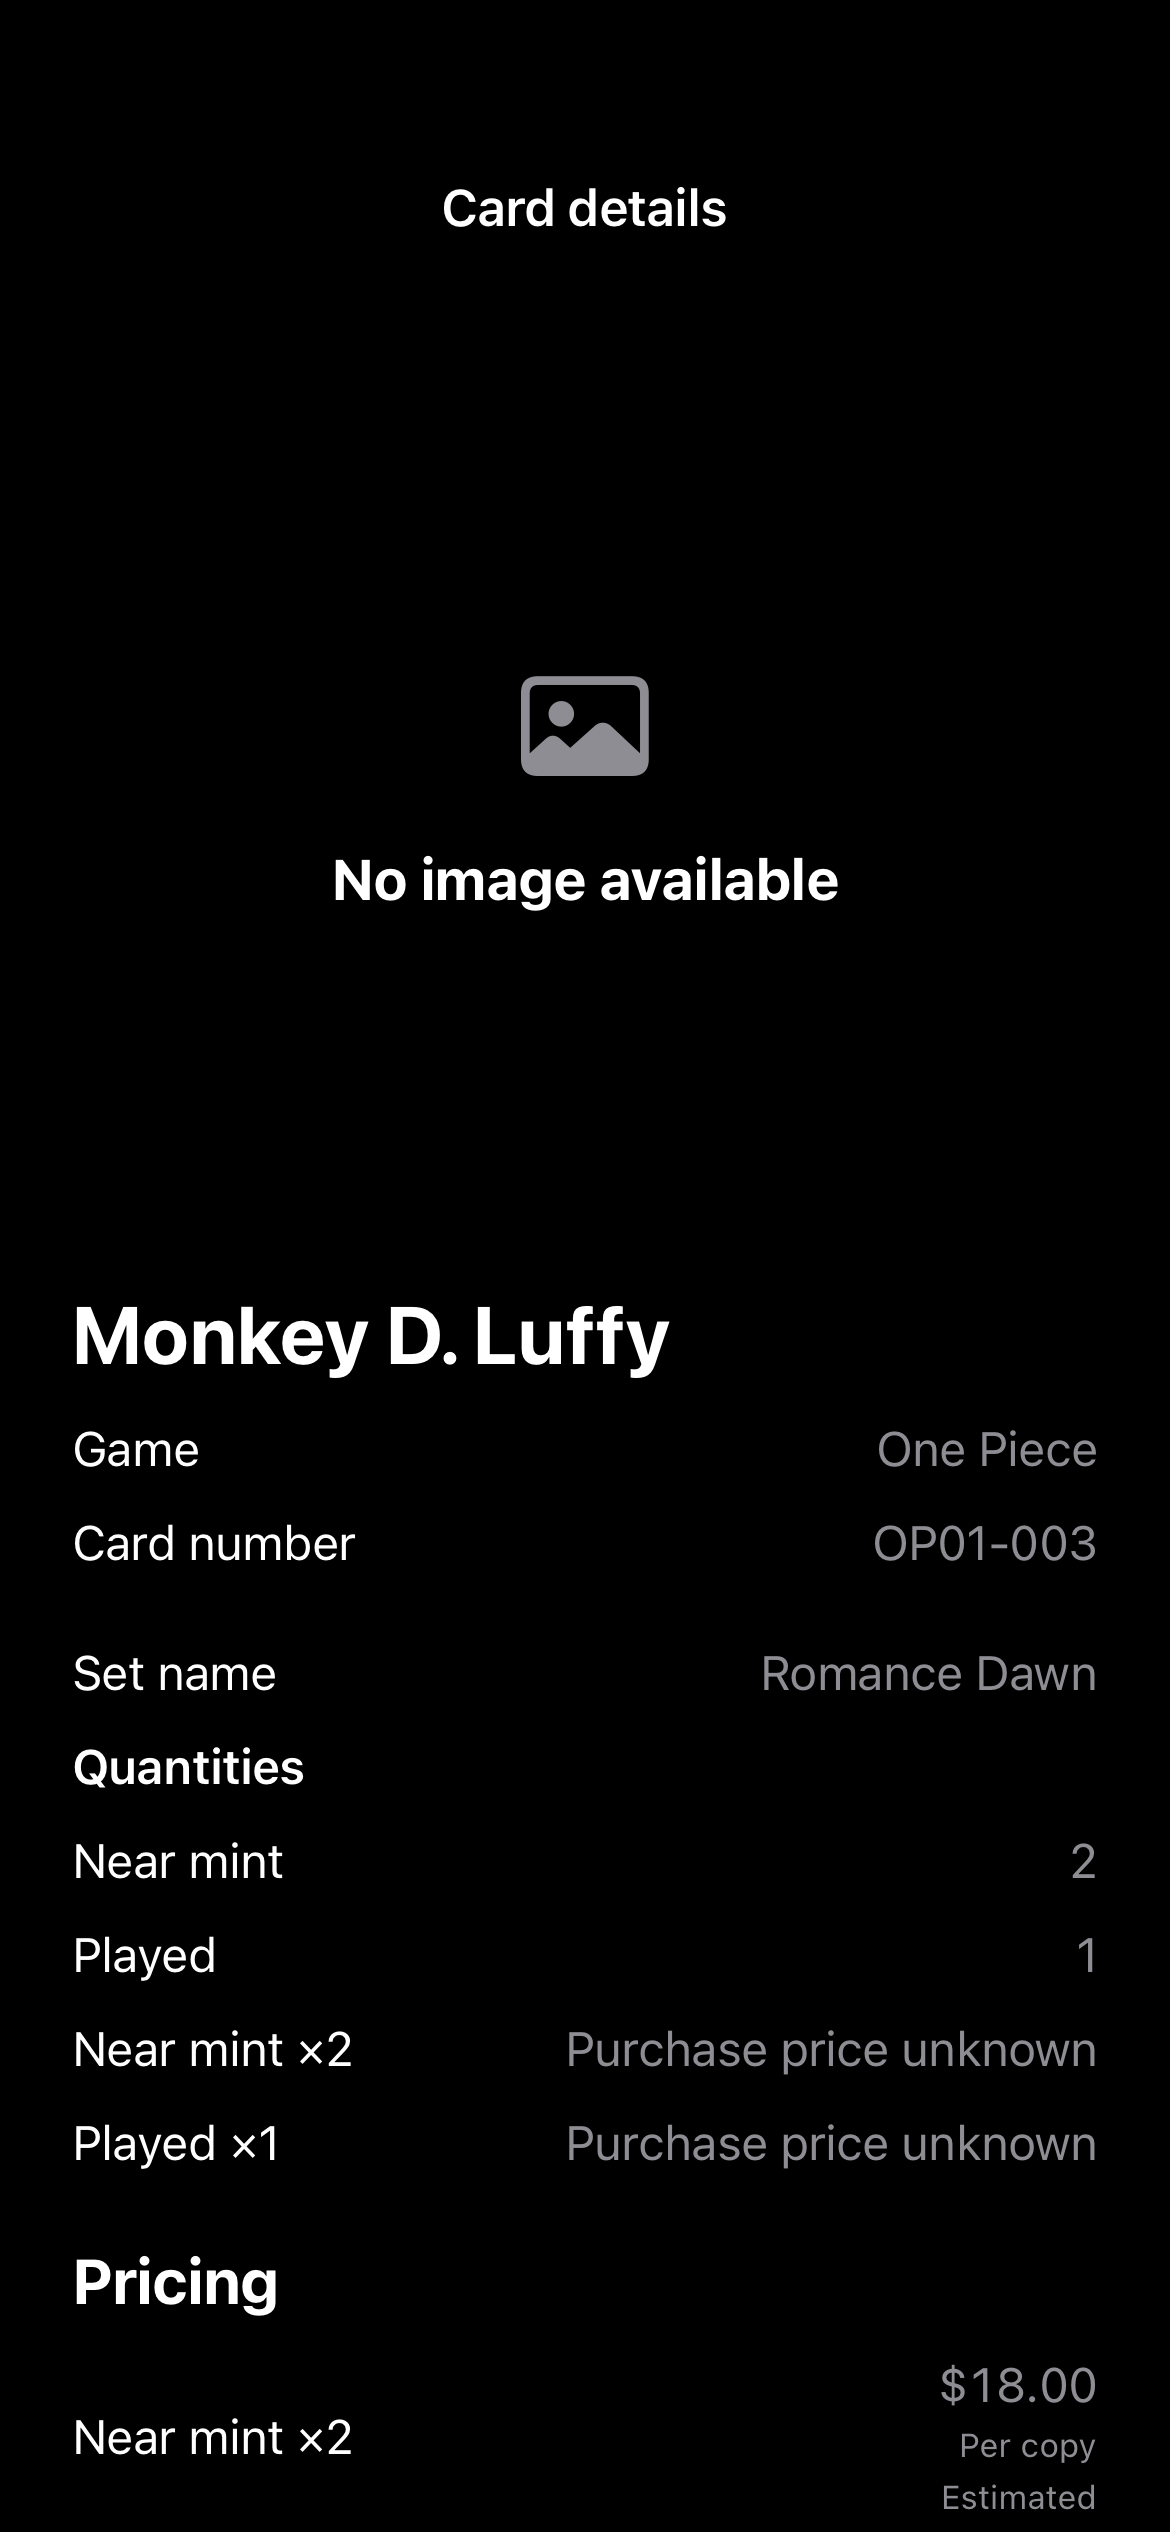 Card details
No image available
Monkey D. Luffy
Game One Piece
Card number OP01-003
Set name Romance Dawn
Quantities
Near mint 2
Played 1
Near mint ×2 Purchase price unknown
Played ×1 Purchase price unknown
Pricing
Near mint ×2 $18.00
Per copy
Estimated